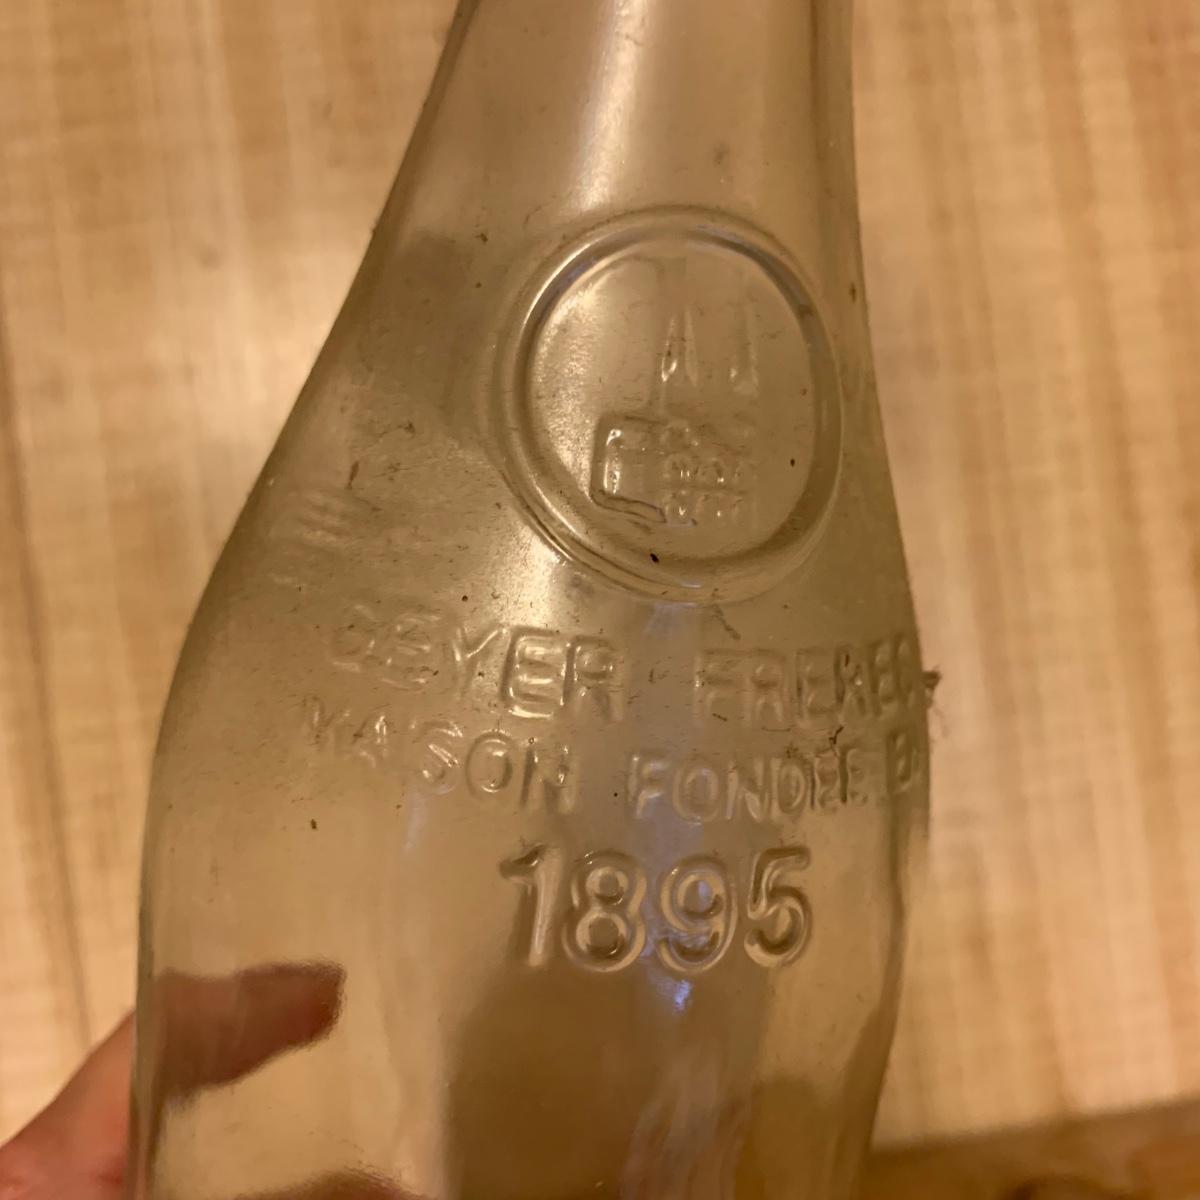 GEYER FRERES
MAISON FONDEE EN
1895